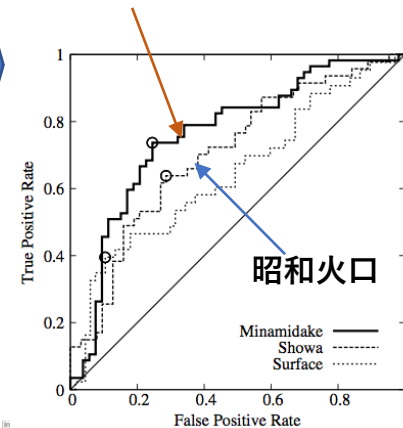 1
0.8
0.6
0.4
0.2
0
True Positive Rate
昭和火口
Minamidake
Showa
Surface
0 0.2 0.4 0.6 0.8
False Positive Rate